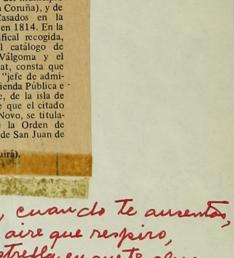 Coruña), y de
Casados en la
en 1814. En la
fical recogida,
l catálogo de
Válgoma y el
at, consta que
"jefe de admi-
ienda Pública e
e, de la isla de
e que el citado
Novo, se titula-
la Orden de
de San Juan de
uirá).
, cuando te ausentas,
aire que respiro,